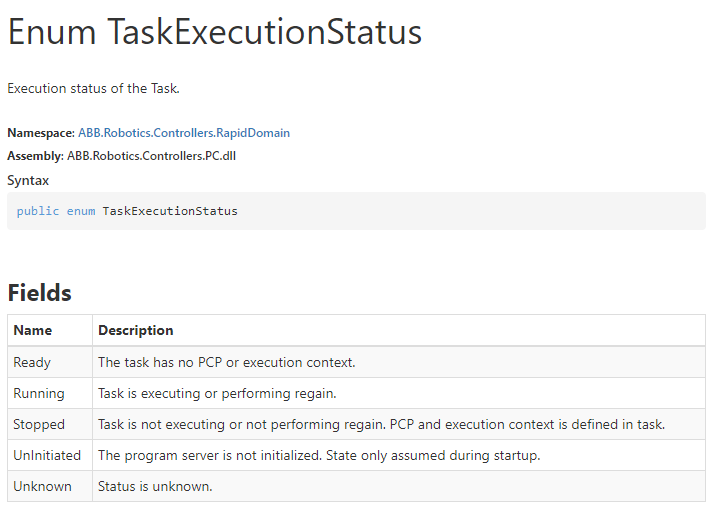 Enum TaskExecutionStatus
Execution status of the Task.
Namespace: ABB.Robotics.Controllers.RapidDomain
Assembly: ABB.Robotics.Controllers.PC.dll
Syntax
public enum TaskExecutionStatus
Fields
Name Description
Ready The task has no PCP or execution context.
Running Task is executing or performing regain.
Stopped Task is not executing or not performing regain. PCP and execution context is defined in task.
UnInitiated The program server is not initialized. State only assumed during startup.
Unknown Status is unknown.